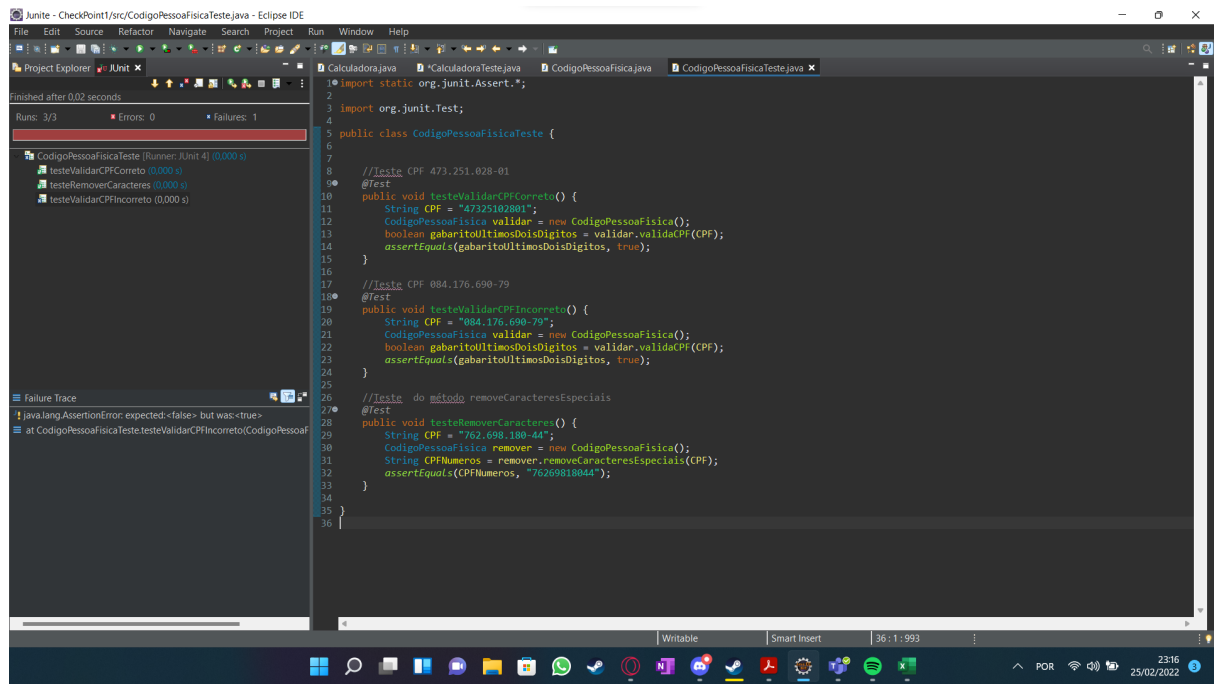 Junite - CheckPoint1/src/CodigoPessoaFisicaTeste.java - Eclipse IDE
File Edit Source Refactor Navigate Search Project Run Window Help
Project Explorer JUnit
Calculadora.java *CalculadoraTeste.java CodigoPessoaFisica.java CodigoPessoaFisicaTeste.java
Finished after 0,02 seconds
Runs: 3/3 Errors: 0 Failures: 1
CodigoPessoaFisicaTeste [Runner: JUnit 4] (0,000 s)
testeValidarCPFCorreto (0,000 s)
testeRemoverCaracteres (0,000 s)
testeValidarCPFIncorreto (0,000 s)
Failure Trace
java.lang.AssertionError: expected:<false> but was:<true>
at CodigoPessoaFisicaTeste.testeValidarCPFIncorreto(CodigoPessoaF
1 import static org.junit.Assert.*;
2
3 import org.junit.Test;
4
5 public class CodigoPessoaFisicaTeste {
6
7
8 //Teste CPF 473.251.028-01
9 @Test
10 public void testeValidarCPFCorreto() {
11 String CPF = "47325102801";
12 CodigoPessoaFisica validar = new CodigoPessoaFisica();
13 boolean gabaritoUltimosDoisDigitos = validar.validaCPF(CPF);
14 assertEquals(gabaritoUltimosDoisDigitos, true);
15 }
16
17 //Teste CPF 084.176.690-79
18 @Test
19 public void testeValidarCPFIncorreto() {
20 String CPF = "084.176.690-79";
21 CodigoPessoaFisica validar = new CodigoPessoaFisica();
22 boolean gabaritoUltimosDoisDigitos = validar.validaCPF(CPF);
23 assertEquals(gabaritoUltimosDoisDigitos, true);
24 }
25
26 //Teste do método removeCaracteresEspeciais
27 @Test
28 public void testeRemoverCaracteres() {
29 String CPF = "762.698.180-44";
30 CodigoPessoaFisica remover = new CodigoPessoaFisica();
31 String CPFNumeros = remover.removeCaracteresEspeciais(CPF);
32 assertEquals(CPFNumeros, "76269818044");
33 }
34
35 }
36
Writable Smart Insert 36 : 1 : 993
POR 23:16
25/02/2022 3